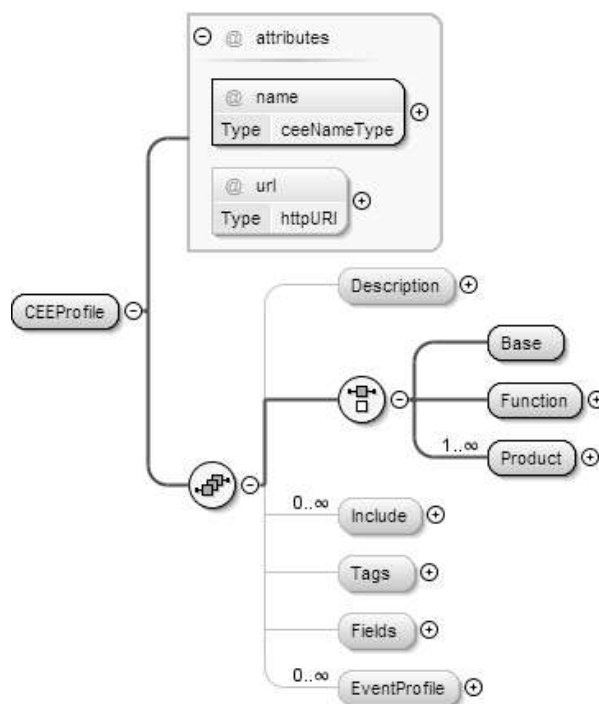 @ attributes
@ name
Type ceeNameType
@ url
Type httpURI
Description
CEEProfile
Base
Function
1..∞
Product
0..∞
Include
Tags
Fields
0..∞
EventProfile